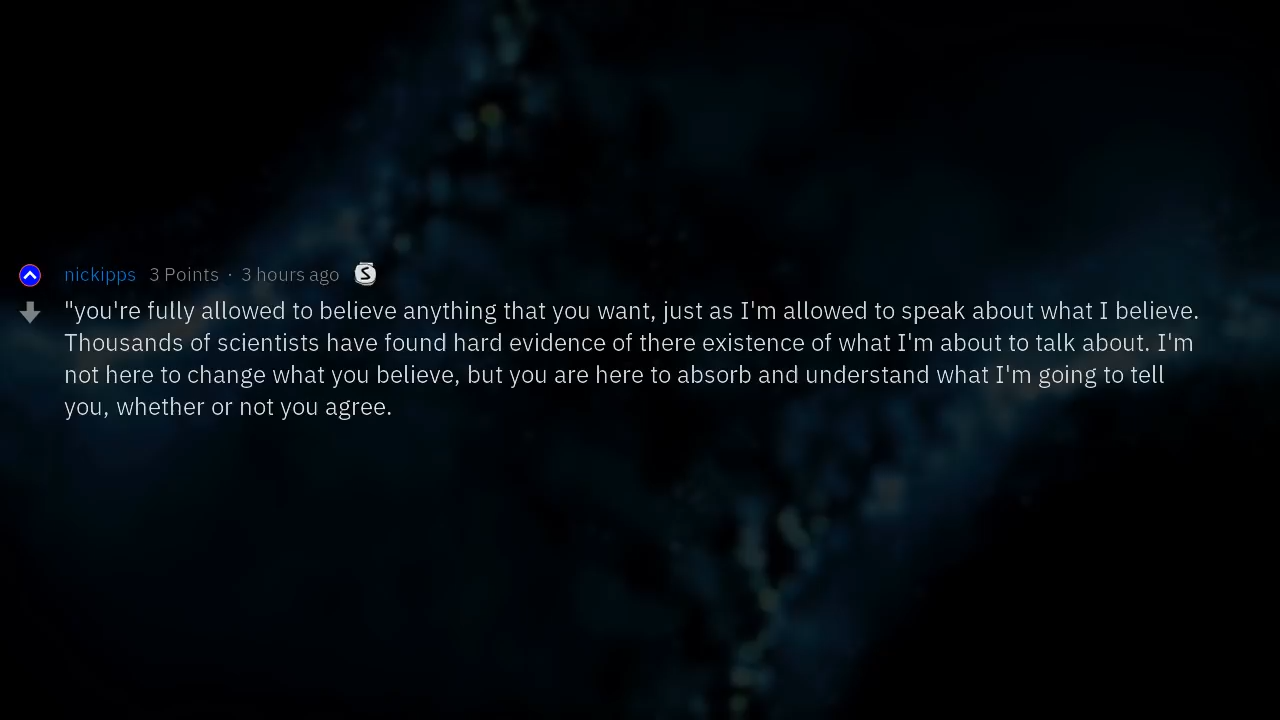 nickipps 3 Points · 3 hours ago S
"you're fully allowed to believe anything that you want, just as I'm allowed to speak about what I believe.
Thousands of scientists have found hard evidence of there existence of what I'm about to talk about. I'm
not here to change what you believe, but you are here to absorb and understand what I'm going to tell
you, whether or not you agree.